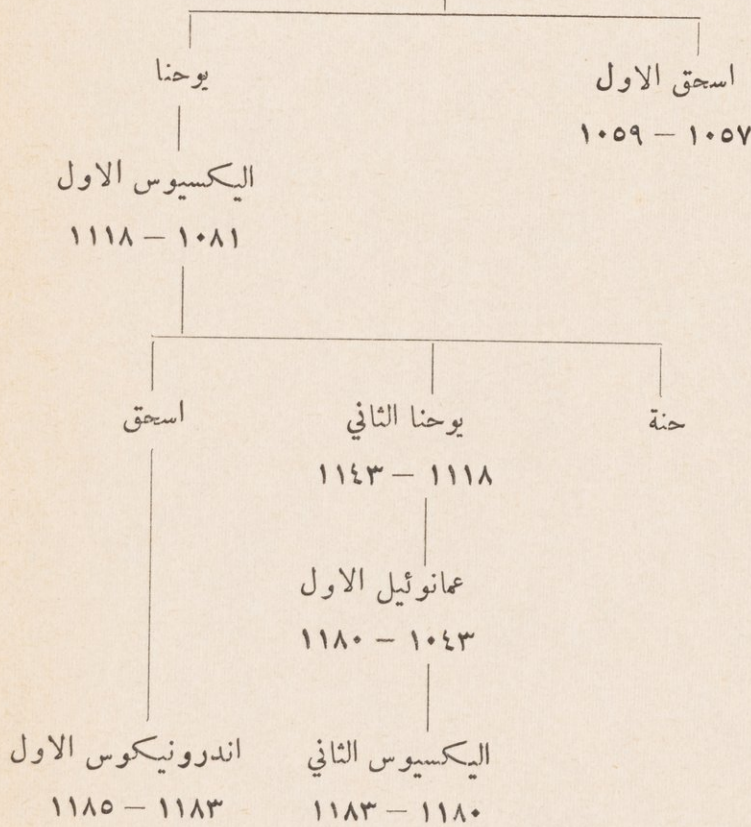 اسحق الاول
١٠٥٧ – ١٠٥٩
يوحنا
اليكسيوس الاول
١٠٨١ – ١١١٨
حنة
يوحنا الثاني
١١١٨ – ١١٤٣
اسحق
عمانوئيل الاول
١٠٤٣ – ١١٨٠
اليكسيوس الثاني
١١٨٠ – ١١٨٣
اندرونيكوس الاول
١١٨٣ – ١١٨٥